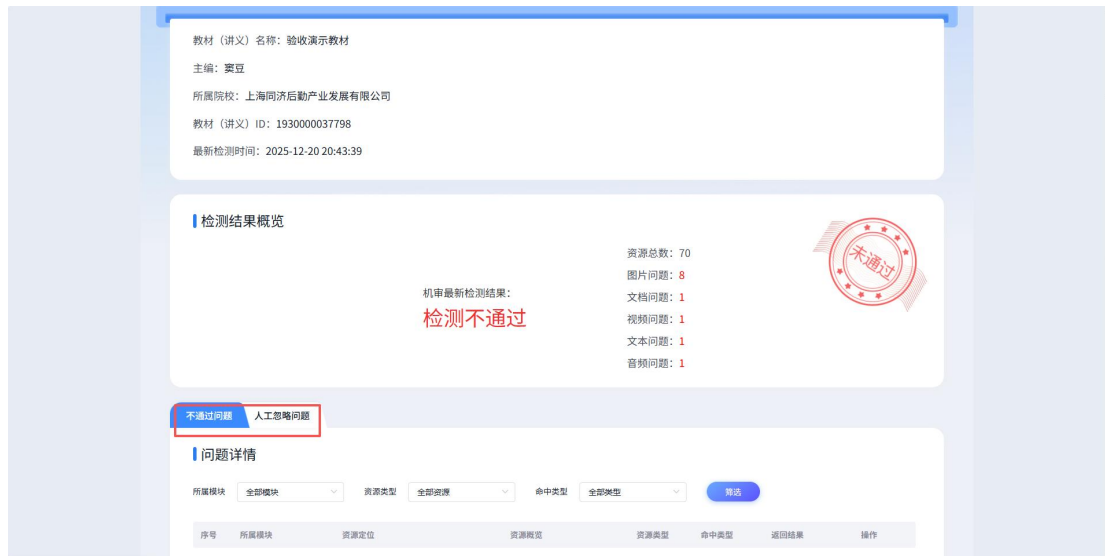 教材（讲义）名称：验收演示教材
主编：窦豆
所属院校：上海同济后勤产业发展有限公司
教材（讲义）ID：1930000037798
最新检测时间：2025-12-20 20:43:39
检测结果概览
机审最新检测结果：
检测不通过
资源总数：70
图片问题：8
文档问题：1
视频问题：1
文本问题：1
音频问题：1
未通过
不通过问题 人工忽略问题
问题详情
所属模块 全部模块 资源类型 全部资源 命中类型 全部类型 筛选
序号 所属模块 资源定位 资源概览 资源类型 命中类型 返回结果 操作